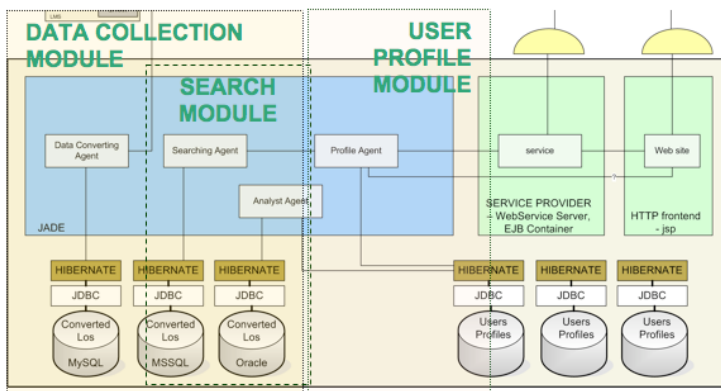 LMS
DATA COLLECTION
MODULE
USER
PROFILE
MODULE
SEARCH
MODULE
Data Converting
Agent
Searching Agent
Profile Agent
service
Web site
?
Analyst Agent
SERVICE PROVIDER
– WebService Server,
EJB Container
HTTP frontend
- jsp
JADE
HIBERNATE
HIBERNATE
HIBERNATE
HIBERNATE
HIBERNATE
HIBERNATE
JDBC
JDBC
JDBC
JDBC
JDBC
JDBC
Converted
Los
MySQL
Converted
Los
MSSQL
Converted
Los
Oracle
Users
Profiles
Users
Profiles
Users
Profiles